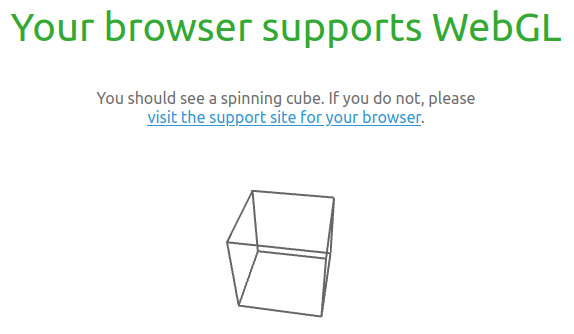 Your browser supports WebGL
You should see a spinning cube. If you do not, please
visit the support site for your browser.